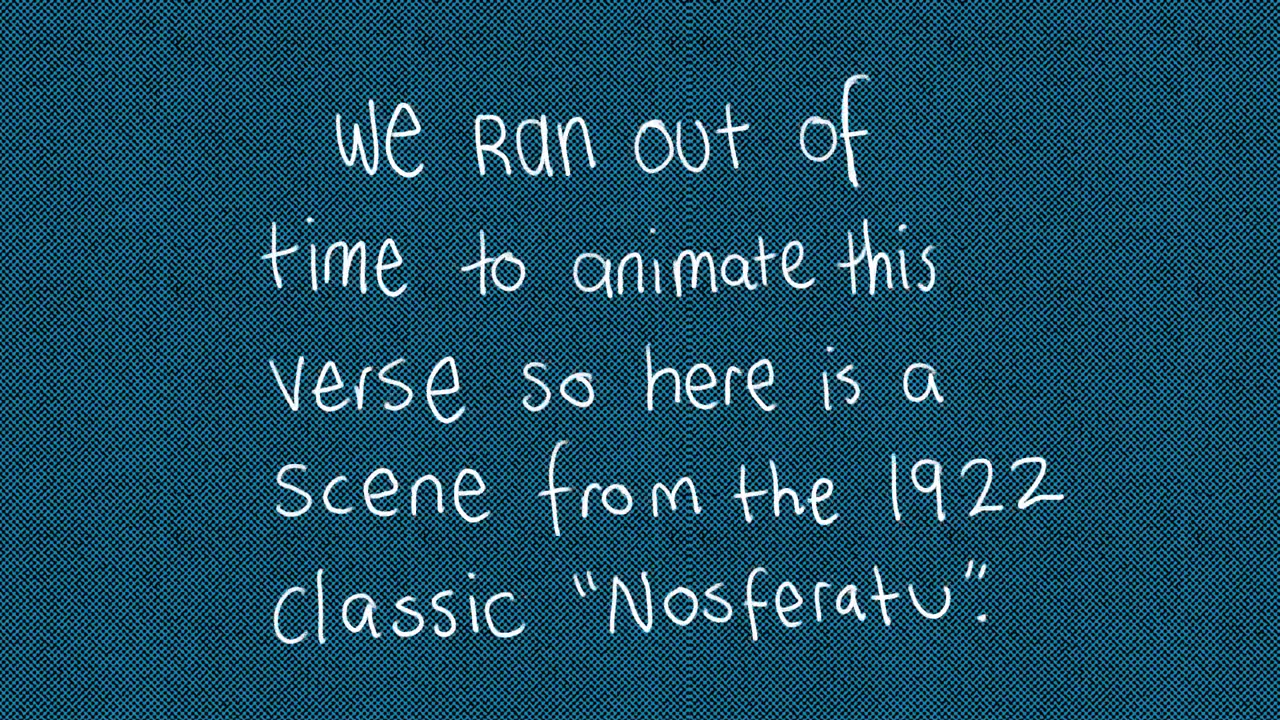 We Ran out of
time to animate this
verse so here is a
scene from the 1922
classic "Nosferatu".